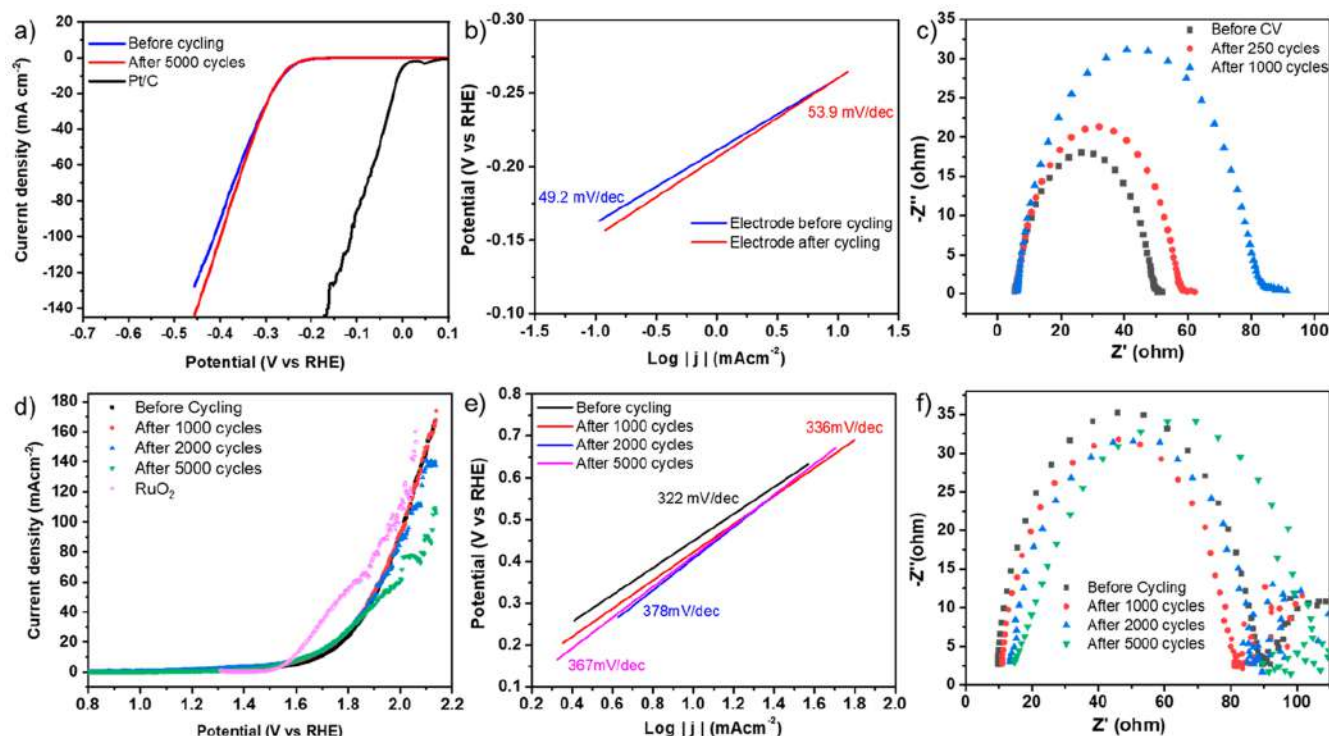 a)
Before cycling
After 5000 cycles
Pt/C
20
0
-20
-40
-60
-80
-100
-120
-140
-0.7 -0.6 -0.5 -0.4 -0.3 -0.2 -0.1 0.0 0.1
Curernt density (mA cm-2)
Potential (V vs RHE)
b)
-0.30
-0.25
-0.20
-0.15
-0.10
53.9 mV/dec
49.2 mV/dec
Electrode before cycling
Electrode after cycling
-1.5 -1.0 -0.5 0.0 0.5 1.0 1.5
Potential (V vs RHE)
Log | j | (mAcm-2)
c)
Before CV
After 250 cycles
After 1000 cycles
35
30
25
20
15
10
5
0
0 20 40 60 80 100
-Z'' (ohm)
Z' (ohm)
d)
Before Cycling
After 1000 cycles
After 2000 cycles
After 5000 cycles
RuO2
180
160
140
120
100
80
60
40
20
0
0.8 1.0 1.2 1.4 1.6 1.8 2.0 2.2
Current density (mAcm-2)
Potential (V vs RHE)
e)
Before cycling
After 1000 cycles
After 2000 cycles
After 5000 cycles
0.8
0.7
0.6
0.5
0.4
0.3
0.2
0.1
336mV/dec
322 mV/dec
378mV/dec
367mV/dec
0.0 0.4 0.8 1.2 1.6 2.0
Potential (V vs RHE)
Log | j | (mAcm-2)
f)
35
30
25
20
15
10
5
0
Before Cycling
After 1000 cycles
After 2000 cycles
After 5000 cycles
0 20 40 60 80 100
-Z''(ohm)
Z' (ohm)